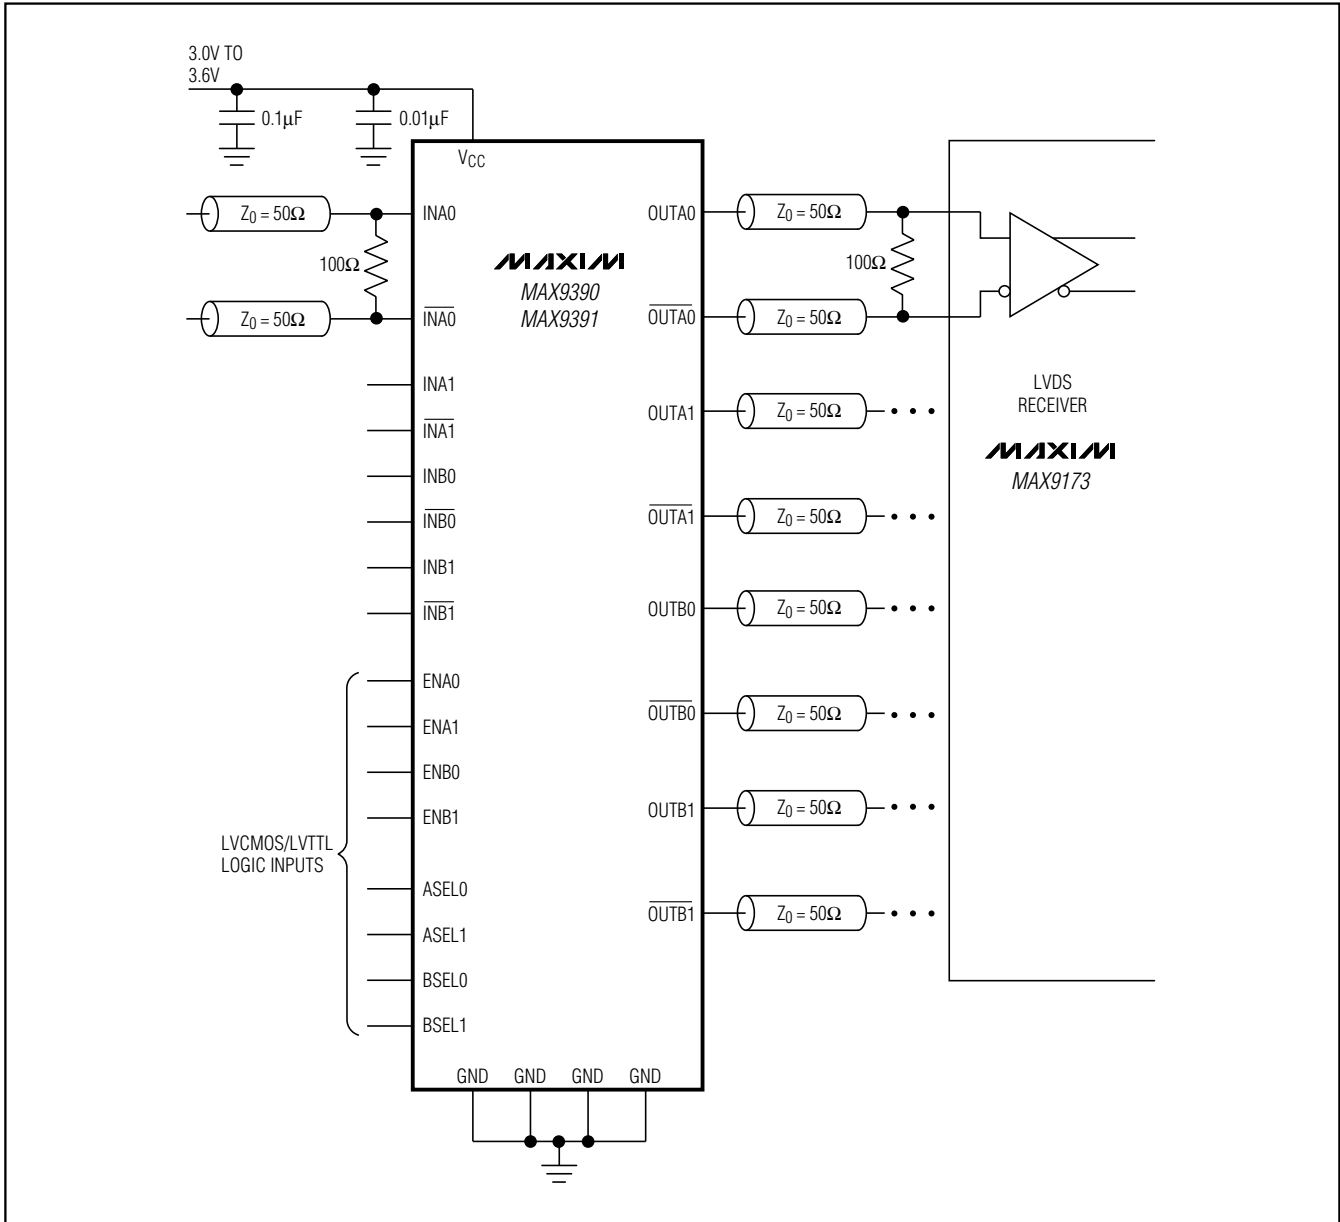 3.0V TO
3.6V
0.1µF
0.01µF
VCC
Z0 = 50Ω
INA0
100Ω
Z0 = 50Ω
INA0
INA1
INA1
INB0
INB0
INB1
INB1
ENA0
ENA1
ENB0
ENB1
LVCMOS/LVTTL
LOGIC INPUTS
ASEL0
ASEL1
BSEL0
BSEL1
MAXIM
MAX9390
MAX9391
GND GND GND GND
OUTA0
Z0 = 50Ω
100Ω
OUTA0
Z0 = 50Ω
OUTA1
Z0 = 50Ω
OUTA1
Z0 = 50Ω
OUTB0
Z0 = 50Ω
OUTB0
Z0 = 50Ω
OUTB1
Z0 = 50Ω
OUTB1
Z0 = 50Ω
LVDS
RECEIVER
MAXIM
MAX9173